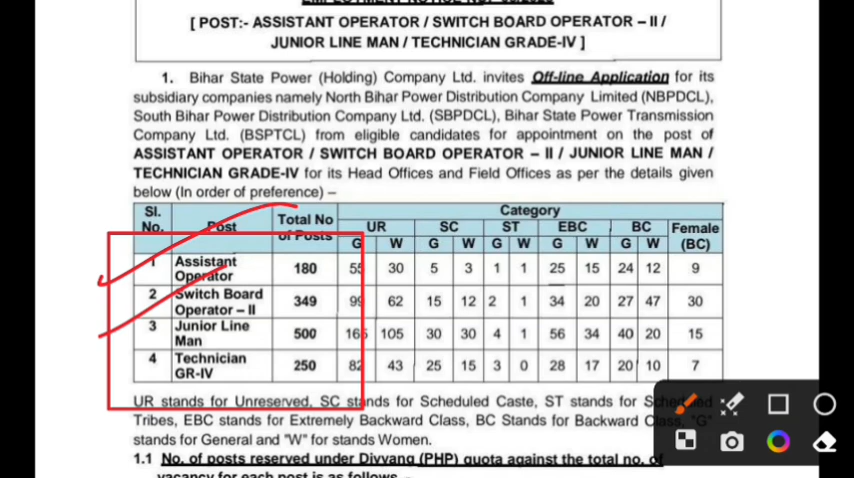 [ POST:- ASSISTANT OPERATOR / SWITCH BOARD OPERATOR – II /
JUNIOR LINE MAN / TECHNICIAN GRADE-IV ]
1. Bihar State Power (Holding) Company Ltd. invites Off-line Application for its
subsidiary companies namely North Bihar Power Distribution Company Limited (NBPDCL),
South Bihar Power Distribution Company Ltd. (SBPDCL), Bihar State Power Transmission
Company Ltd. (BSPTCL) from eligible candidates for appointment on the post of
ASSISTANT OPERATOR / SWITCH BOARD OPERATOR – II / JUNIOR LINE MAN /
TECHNICIAN GRADE-IV for its Head Offices and Field Offices as per the details given
below (In order of preference) –
Sl. No. Post Total No of Posts Category
UR SC ST EBC BC Female (BC)
G W G W G W G W G W
1 Assistant Operator 180 55 30 5 3 1 1 25 15 24 12 9
2 Switch Board Operator – II 349 99 62 15 12 2 1 34 20 27 47 30
3 Junior Line Man 500 165 105 30 30 4 1 56 34 40 20 15
4 Technician GR-IV 250 82 43 25 15 3 0 28 17 20 10 7
UR stands for Unreserved, SC stands for Scheduled Caste, ST stands for Scheduled
Tribes, EBC stands for Extremely Backward Class, BC Stands for Backward Class, "G"
stands for General and "W" for stands Women.
1.1 No. of posts reserved under Divyang (PHP) quota against the total no. of
vacancy for each post is as follows -